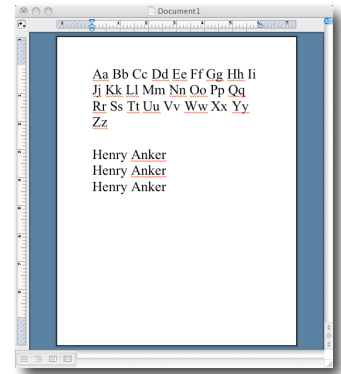 Document1
Aa Bb Cc Dd Ee Ff Gg Hh Ii
Jj Kk Ll Mm Nn Oo Pp Qq
Rr Ss Tt Uu Vv Ww Xx Yy
Zz
Henry Anker
Henry Anker
Henry Anker